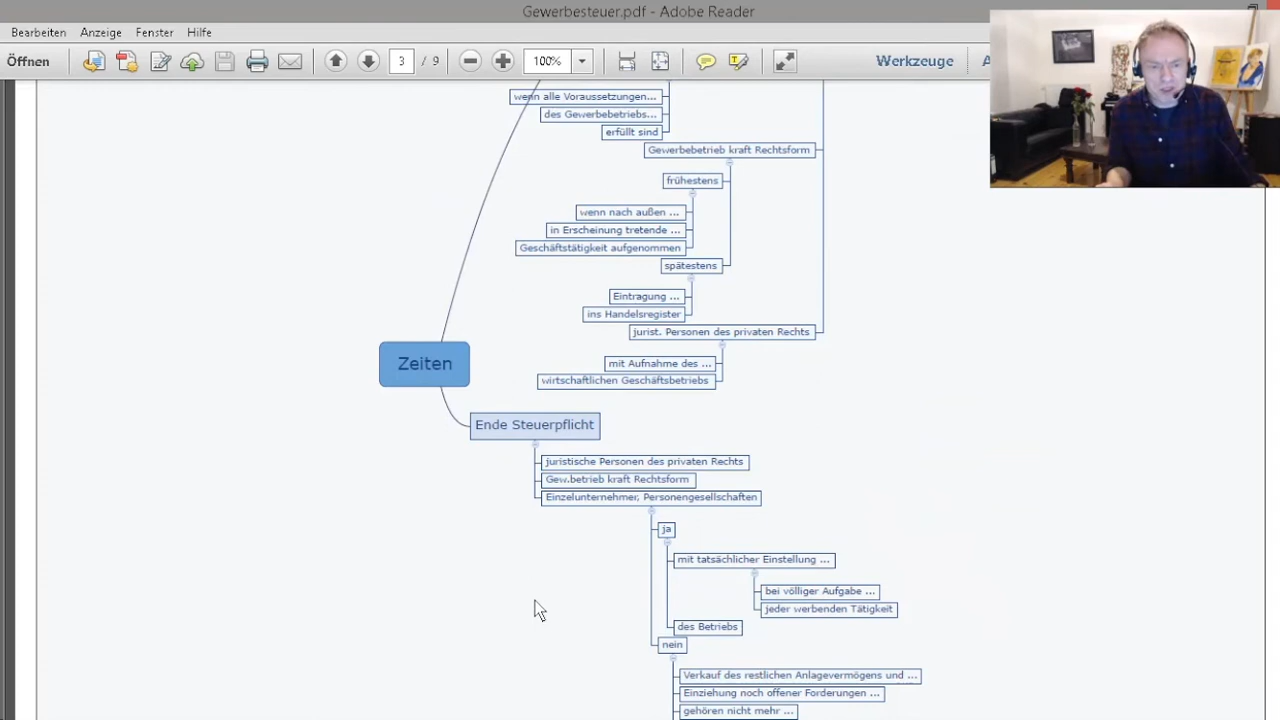 Gewerbesteuer.pdf - Adobe Reader
Bearbeiten Anzeige Fenster Hilfe
Öffnen 3 / 9 100% Werkzeuge A
wenn alle Voraussetzungen...
des Gewerbebetriebs...
erfüllt sind
Gewerbebetrieb kraft Rechtsform
frühestens
wenn nach außen ...
in Erscheinung tretende ...
Geschäftstätigkeit aufgenommen
spätestens
Eintragung ...
ins Handelsregister
jurist. Personen des privaten Rechts
Zeiten
mit Aufnahme des ...
wirtschaftlichen Geschäftsbetriebs
Ende Steuerpflicht
juristische Personen des privaten Rechts
Gew.betrieb kraft Rechtsform
Einzelunternehmer, Personengesellschaften
ja
mit tatsächlicher Einstellung ...
bei völliger Aufgabe ...
jeder werbenden Tätigkeit
des Betriebs
nein
Verkauf des restlichen Anlagevermögens und ...
Einziehung noch offener Forderungen ...
gehören nicht mehr ...